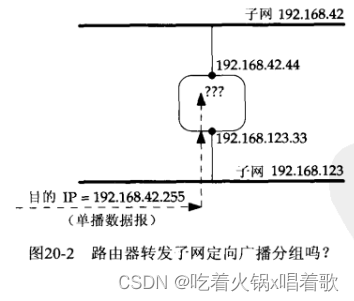 子网 192.168.42
192.168.42.44
???
192.168.123.33
子网 192.168.123
目的 IP = 192.168.42.255
(单播数据报)
图20-2 路由器转发了网定向广播分组吗?
CSDN @吃着火锅x唱着歌